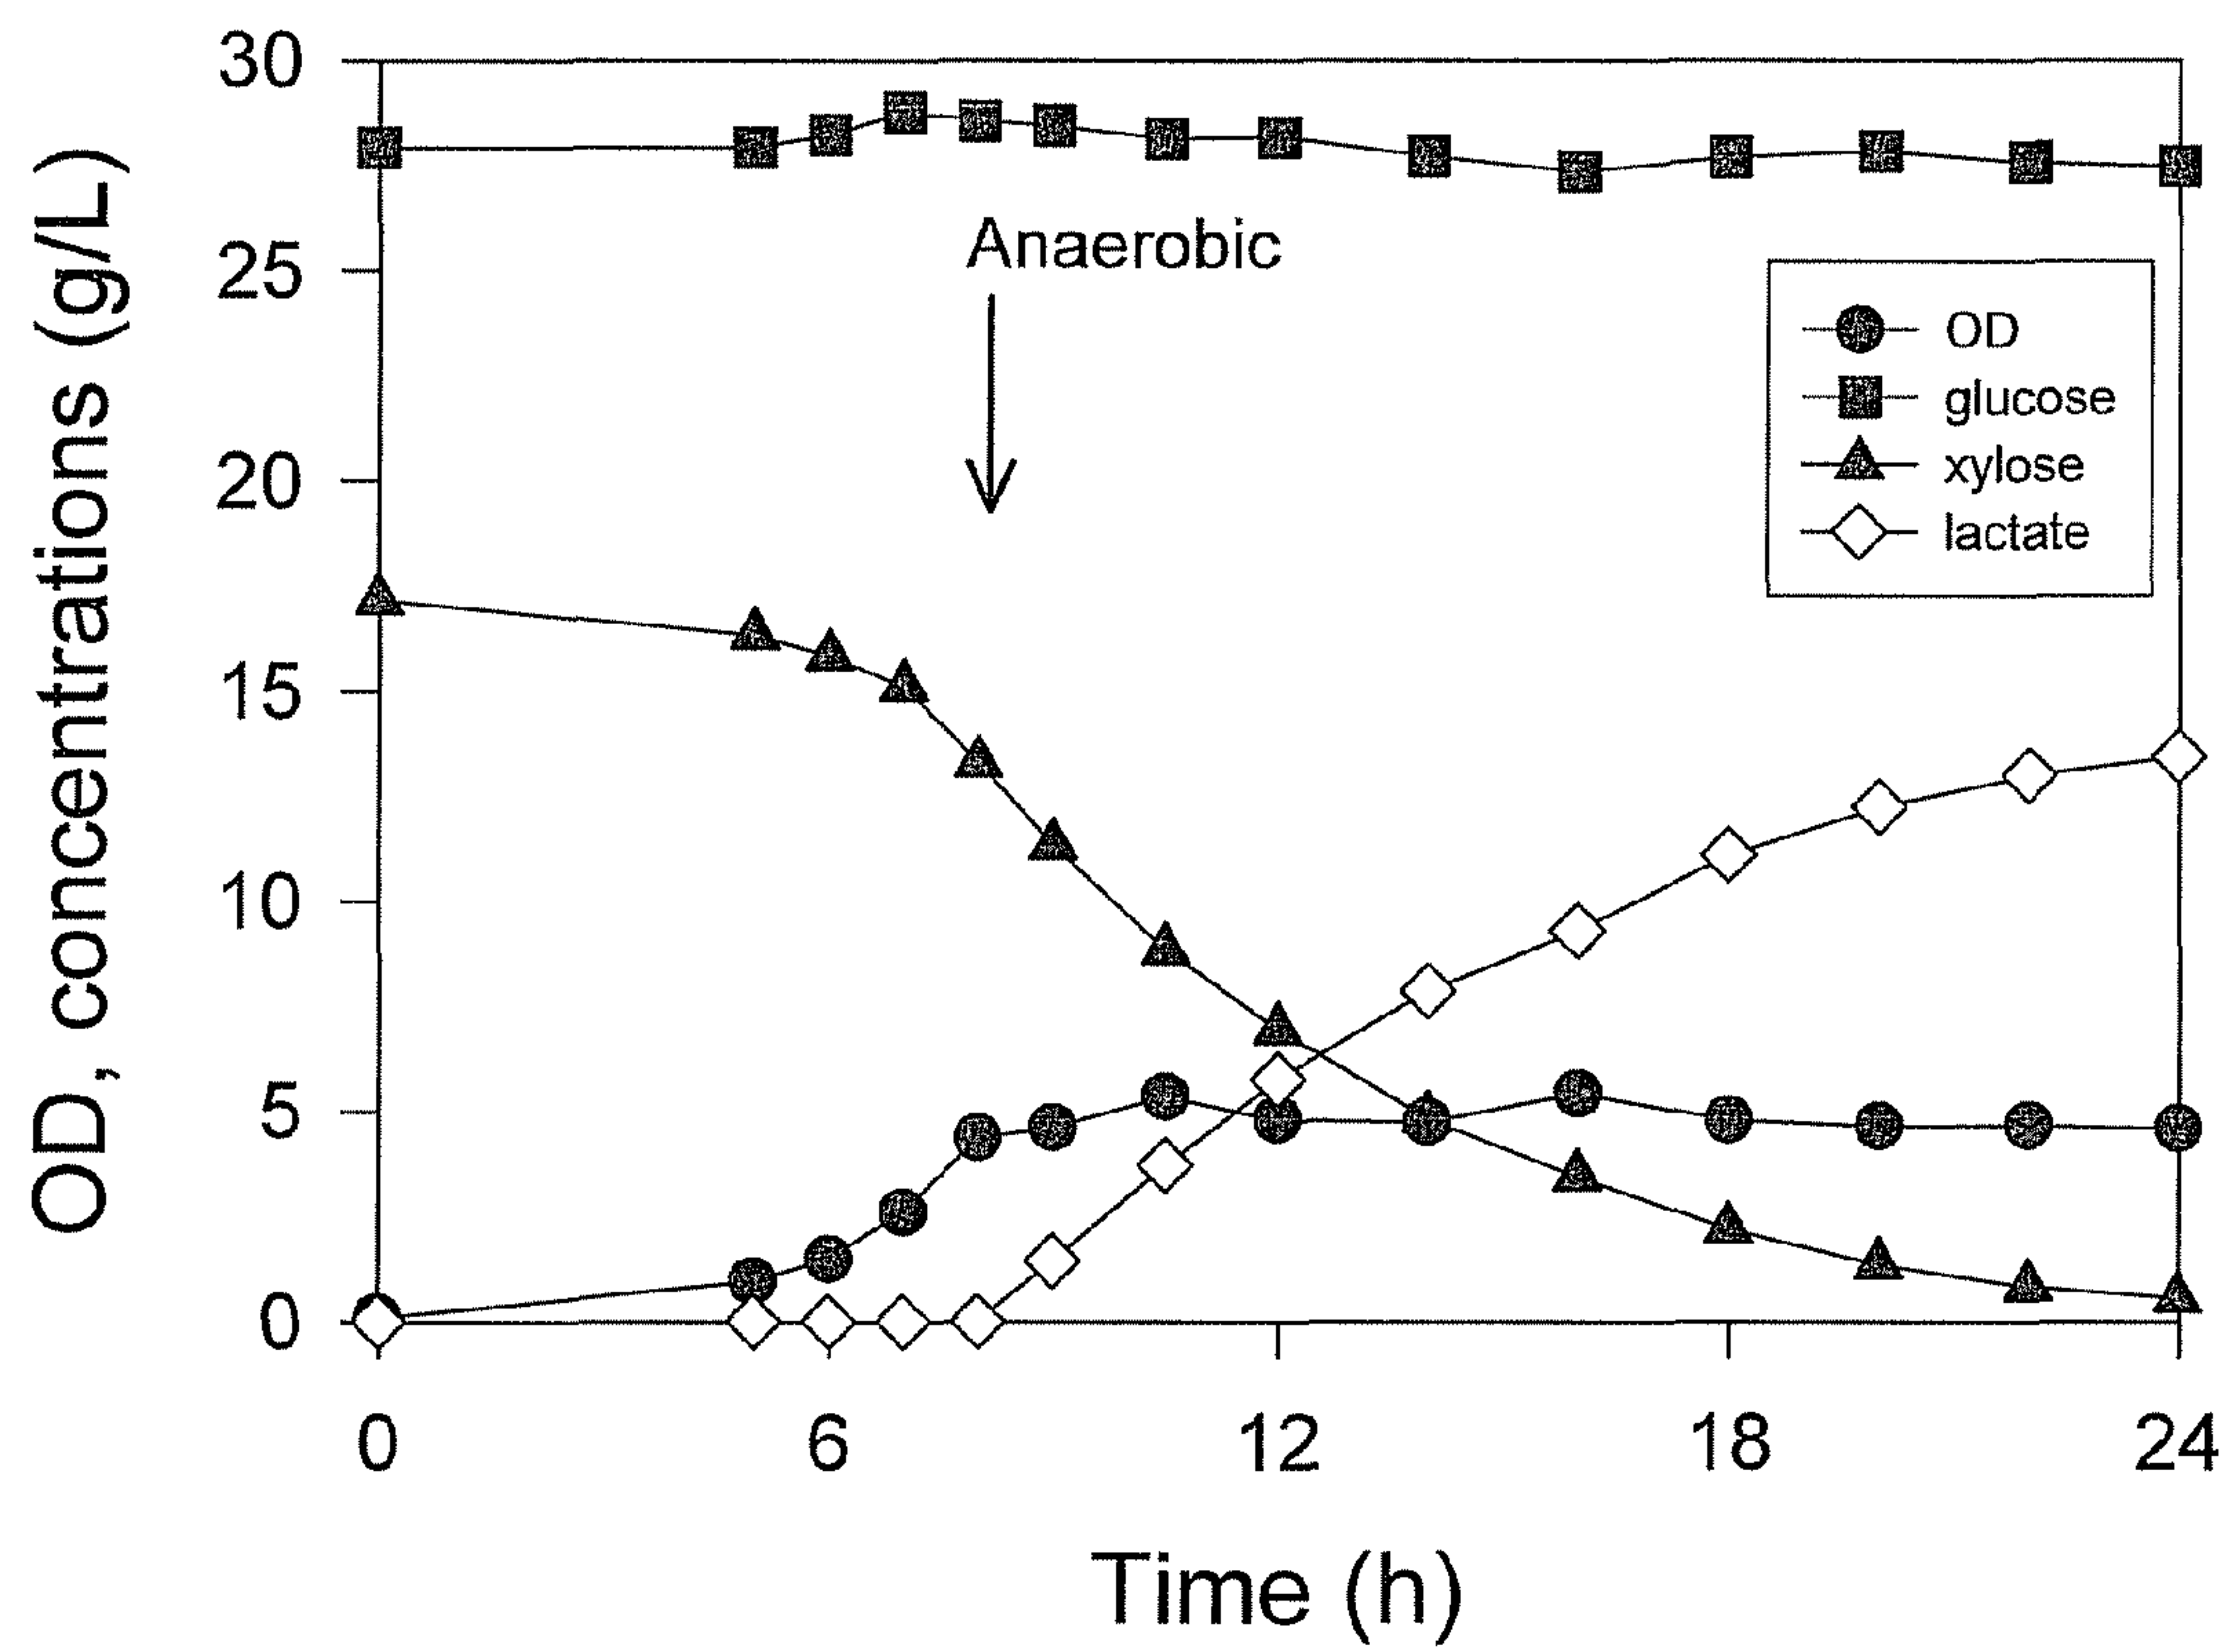 OD, concentrations (g/L)
30
25
20
15
10
5
0
Anaerobic
OD
glucose
xylose
lactate
0 6 12 18 24
Time (h)